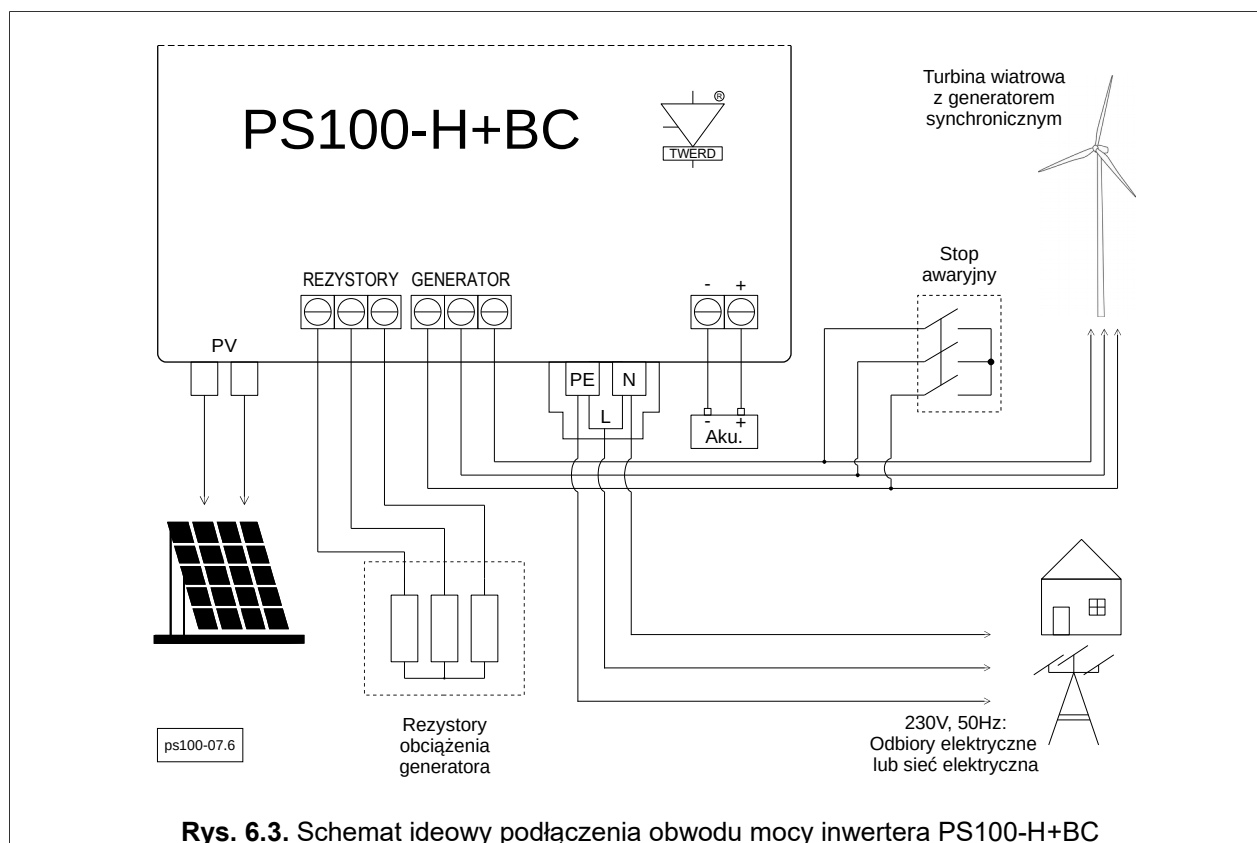 PS100-H+BC
®
TWERD
Turbina wiatrowa
z generatorem
synchronicznym
Stop
awaryjny
REZYSTORY GENERATOR
- +
PV
PE N
L
- +
Aku.
Rezystory
obciążenia
generatora
230V, 50Hz:
Odbiory elektryczne
lub sieć elektryczna
ps100-07.6
Rys. 6.3. Schemat ideowy podłączenia obwodu mocy inwertera PS100-H+BC